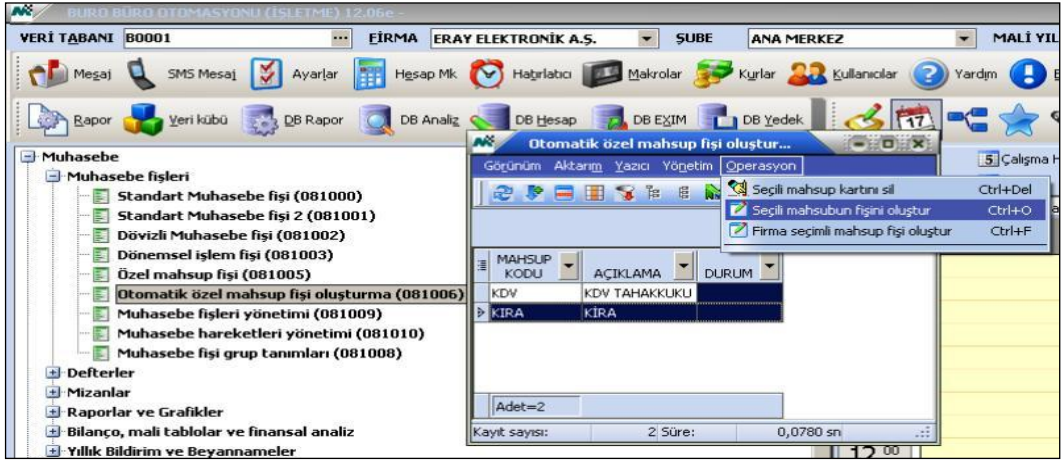 BURO BÜRO OTOMASYONU (İŞLETME) 12.06e -
VERİ TABANI B0001 ... FİRMA ERAY ELEKTRONİK A.Ş. ŞUBE ANA MERKEZ MALİ YIL
Mesaj SMS Mesaj Ayarlar Hesap Mk Hatırlatıcı Makrolar Kurlar Kullanıcılar Yardım
Rapor Veri kübü DB Rapor DB Analiz DB Hesap DB EXIM DB Yedek 17
Otomatik özel mahsup fişi oluştur...
Görünüm Aktarım Yazıcı Yönetim Operasyon
5 Çalışma H
Seçili mahsup kartını sil Ctrl+Del
Seçili mahsubun fişini oluştur Ctrl+O
Firma seçimli mahsup fişi oluştur Ctrl+F
MAHSUP KODU AÇIKLAMA DURUM
KDV KDV TAHAKKUKU
KIRA KİRA
Adet=2
Kayıt sayısı: 2 Süre: 0,0780 sn
Muhasebe
Muhasebe fişleri
Standart Muhasebe fişi (081000)
Standart Muhasebe fişi 2 (081001)
Dövizli Muhasebe fişi (081002)
Dönemsel işlem fişi (081003)
Özel mahsup fişi (081005)
Otomatik özel mahsup fişi oluşturma (081006)
Muhasebe fişleri yönetimi (081009)
Muhasebe hareketleri yönetimi (081010)
Muhasebe fişi grup tanımları (081008)
Defterler
Mizanlar
Raporlar ve Grafikler
Bilanço, mali tablolar ve finansal analiz
Yıllık Bildirim ve Beyannameler
12 00